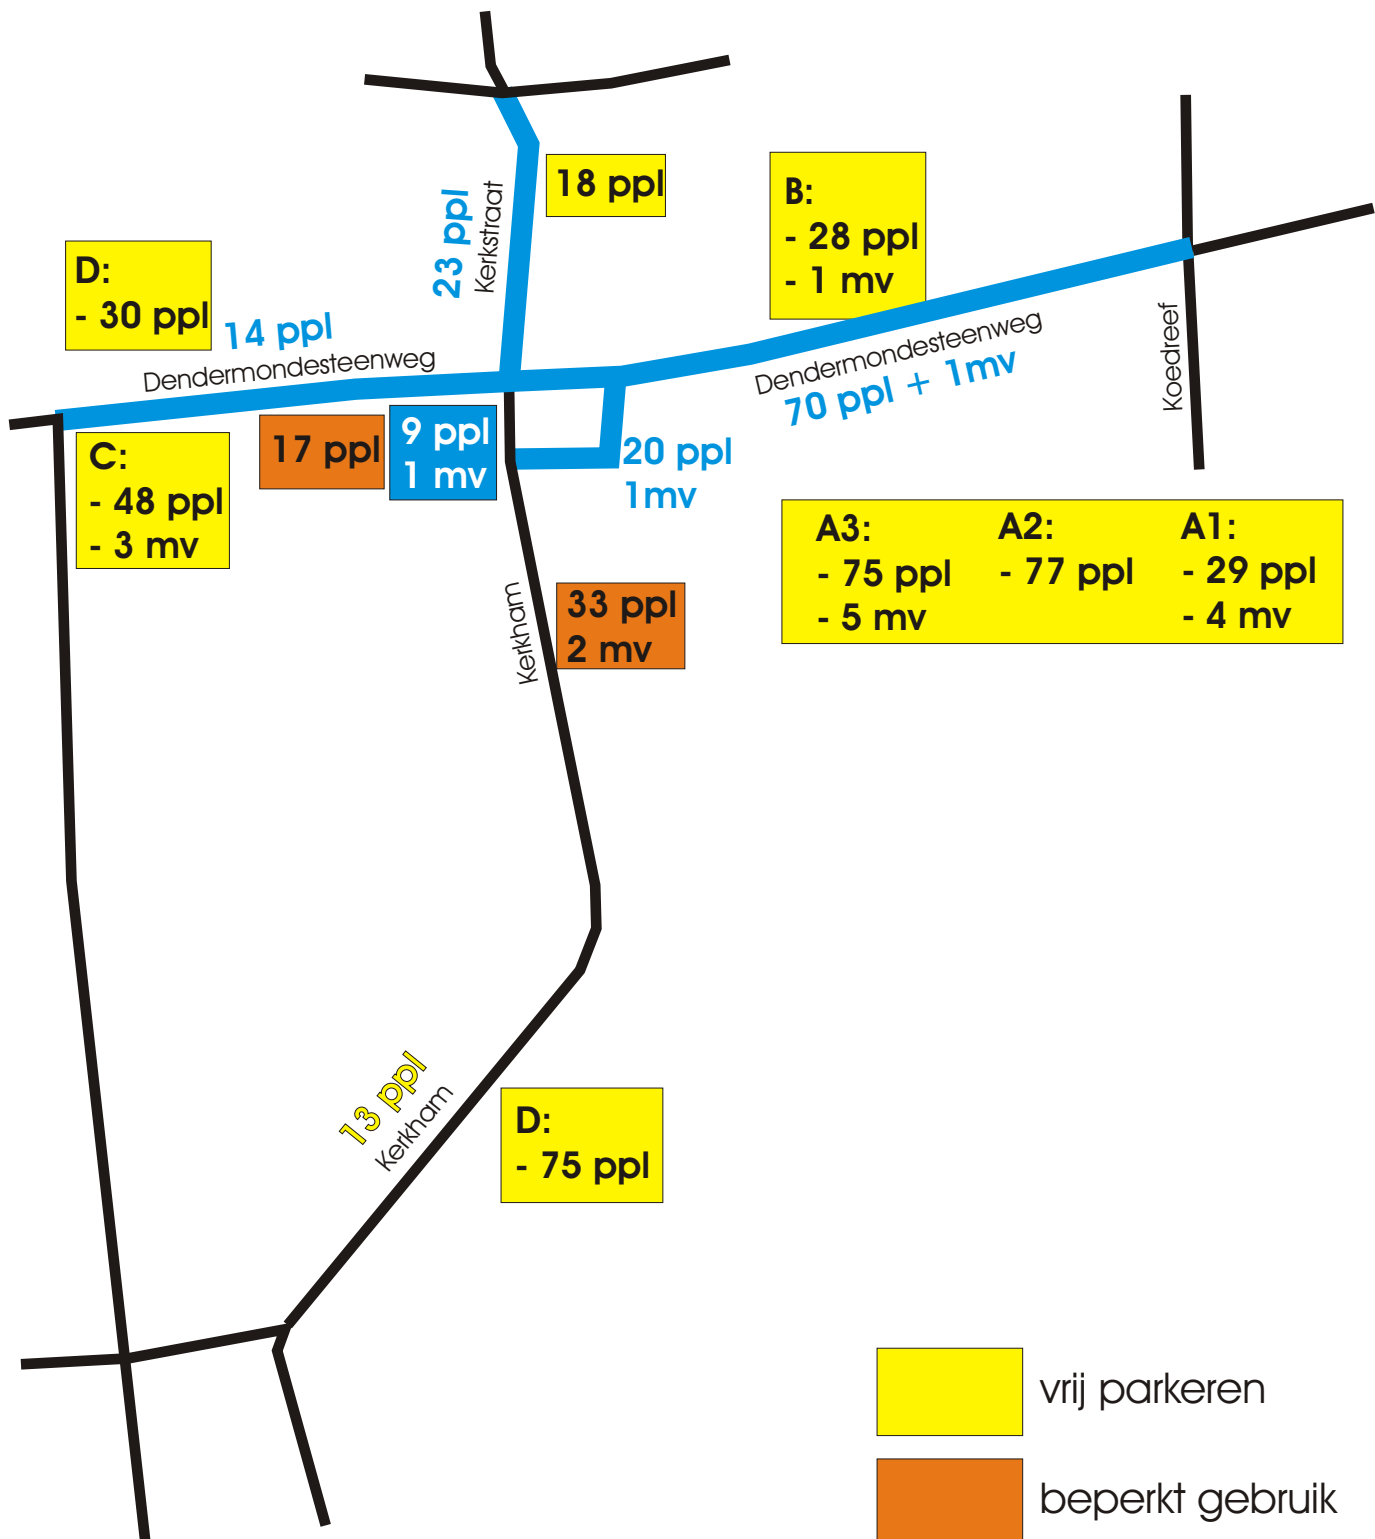 18 ppl
B:
- 28 ppl
- 1 mv
23 ppl
Kerkstraat
D:
- 30 ppl
14 ppl
Dendermondesteenweg
Dendermondesteenweg
70 ppl + 1mv
Koedreef
C:
- 48 ppl
- 3 mv
17 ppl
9 ppl
1 mv
20 ppl
1mv
A3:
- 75 ppl
- 5 mv
A2:
- 77 ppl
A1:
- 29 ppl
- 4 mv
Kerkham
33 ppl
2 mv
13 ppl
Kerkham
D:
- 75 ppl
vrij parkeren
beperkt gebruik